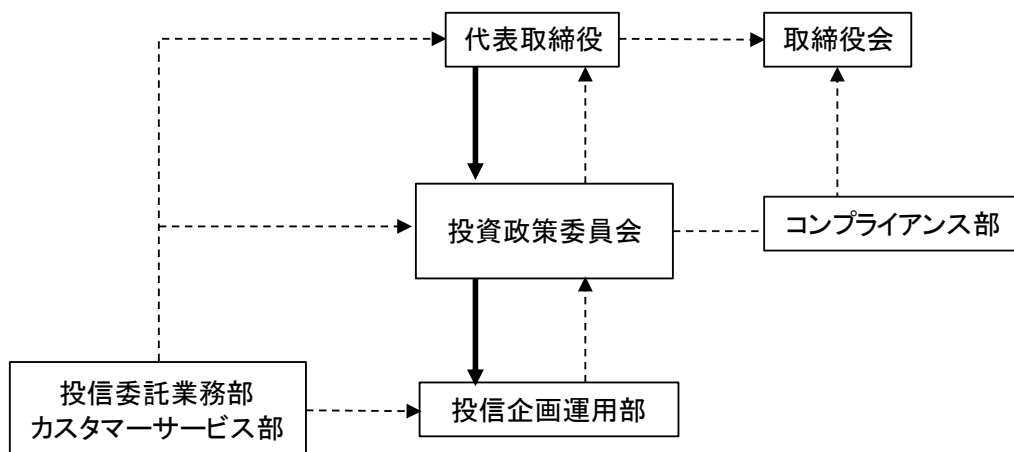 代表取締役
取締役会
投資政策委員会
コンプライアンス部
投信委託業務部
カスタマーサービス部
投信企画運用部